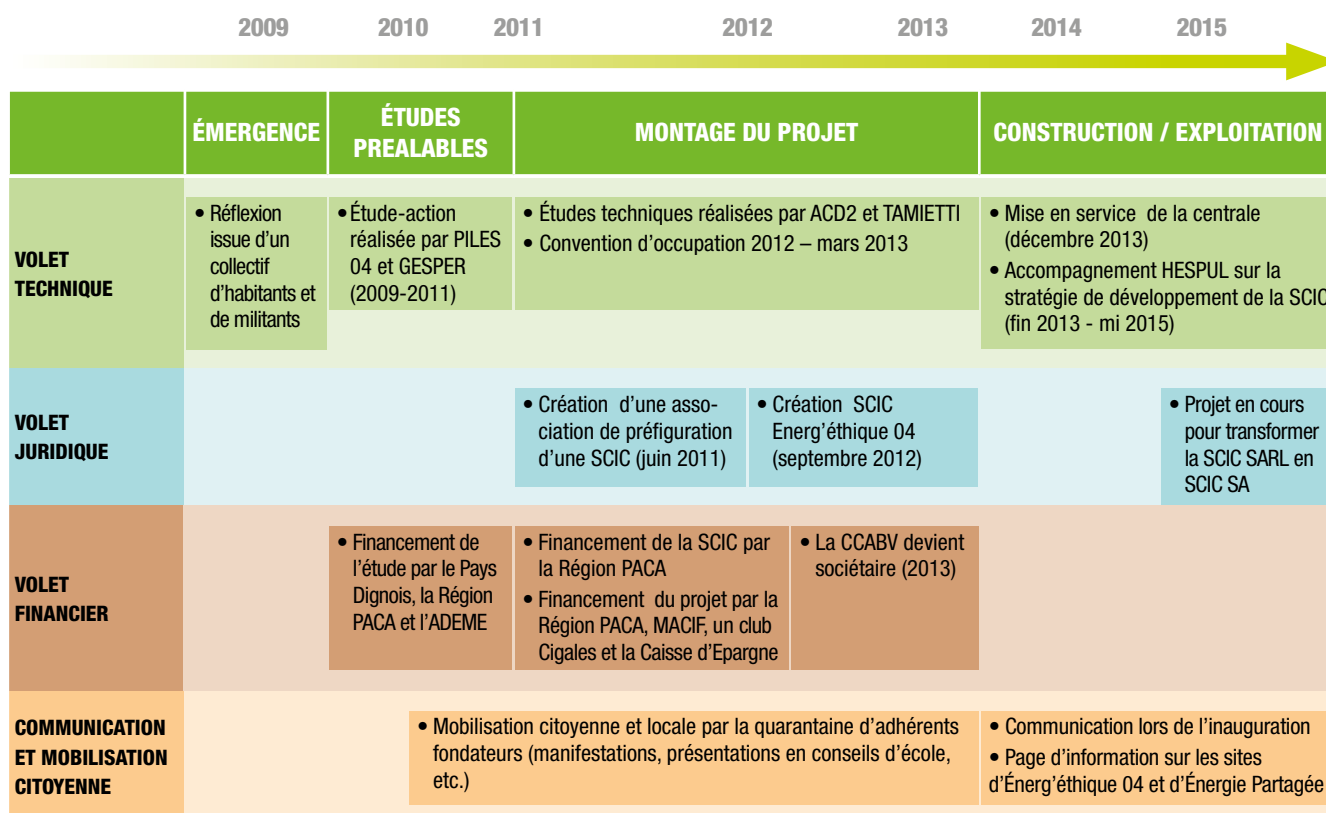 2009 2010 2011 2012 2013 2014 2015
ÉMERGENCE
ÉTUDES
PREALABLES
MONTAGE DU PROJET
CONSTRUCTION / EXPLOITATION
VOLET
TECHNIQUE
• Réflexion
issue d'un
collectif
d'habitants et
de militants
• Étude-action
réalisée par PILES
04 et GESPER
(2009-2011)
• Études techniques réalisées par ACD2 et TAMIETTI
• Convention d'occupation 2012 – mars 2013
• Mise en service de la centrale
(décembre 2013)
• Accompagnement HESPUL sur la
stratégie de développement de la SCIC
(fin 2013 - mi 2015)
VOLET
JURIDIQUE
• Création d'une asso-
ciation de préfiguration
d'une SCIC (juin 2011)
• Création SCIC
Energ'éthique 04
(septembre 2012)
• Projet en cours
pour transformer
la SCIC SARL en
SCIC SA
VOLET
FINANCIER
• Financement de
l'étude par le Pays
Dignois, la Région
PACA et l'ADEME
• Financement de la SCIC par
la Région PACA
• Financement du projet par la
Région PACA, MACIF, un club
Cigales et la Caisse d'Epargne
• La CCABV devient
sociétaire (2013)
COMMUNICATION
ET MOBILISATION
CITOYENNE
• Mobilisation citoyenne et locale par la quarantaine d'adhérents
fondateurs (manifestations, présentations en conseils d'école,
etc.)
• Communication lors de l'inauguration
• Page d'information sur les sites
d'Énerg'éthique 04 et d'Énergie Partagée